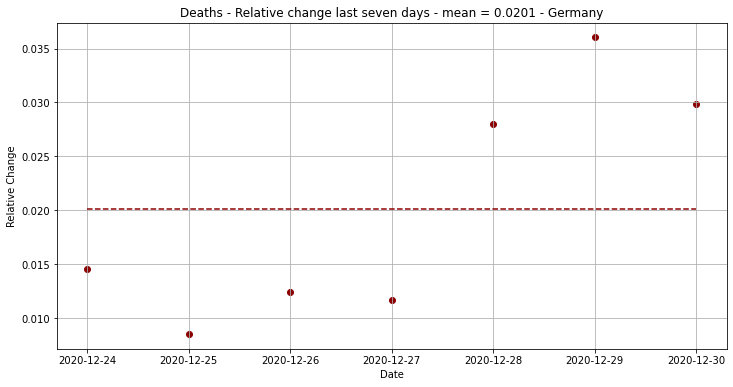 Deaths - Relative change last seven days - mean = 0.0201 - Germany
Relative Change
0.035
0.030
0.025
0.020
0.015
0.010
2020-12-24 2020-12-25 2020-12-26 2020-12-27 2020-12-28 2020-12-29 2020-12-30
Date